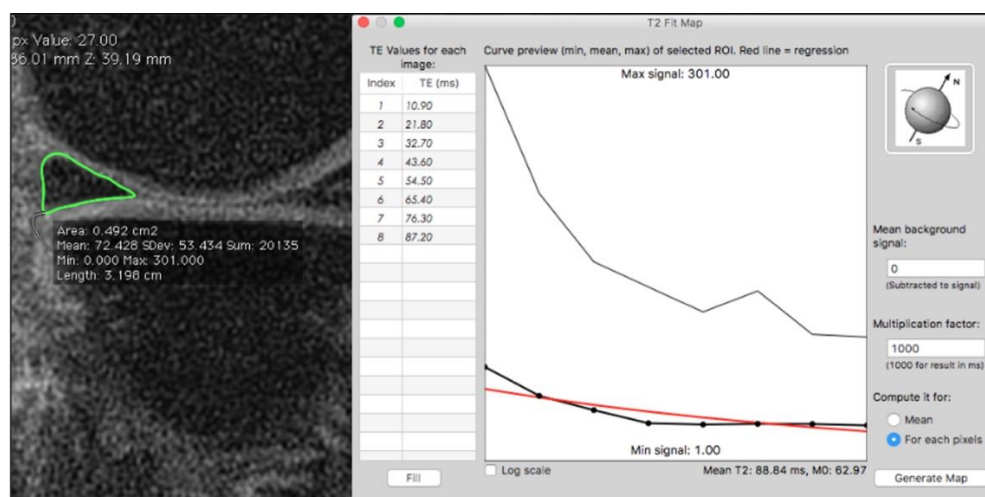 px Value: 27.00
36.01 mm Z: 39.19 mm
Area: 0.492 cm2
Mean: 72.428 SDev: 53.434 Sum: 20135
Min: 0.000 Max: 301.000
Length: 3.198 cm
T2 Fit Map
TE Values for each
image:
Index TE (ms)
1 10.90
2 21.80
3 32.70
4 43.60
5 54.50
6 65.40
7 76.30
8 87.20
Fill
Curve preview (min, mean, max) of selected ROI. Red line = regression
Max signal: 301.00
Min signal: 1.00
Log scale
Mean T2: 88.84 ms, M0: 62.97
N
S
Mean background
signal:
0
(Subtracted to signal)
Multiplication factor:
1000
(1000 for result in ms)
Compute it for:
Mean
For each pixels
Generate Map